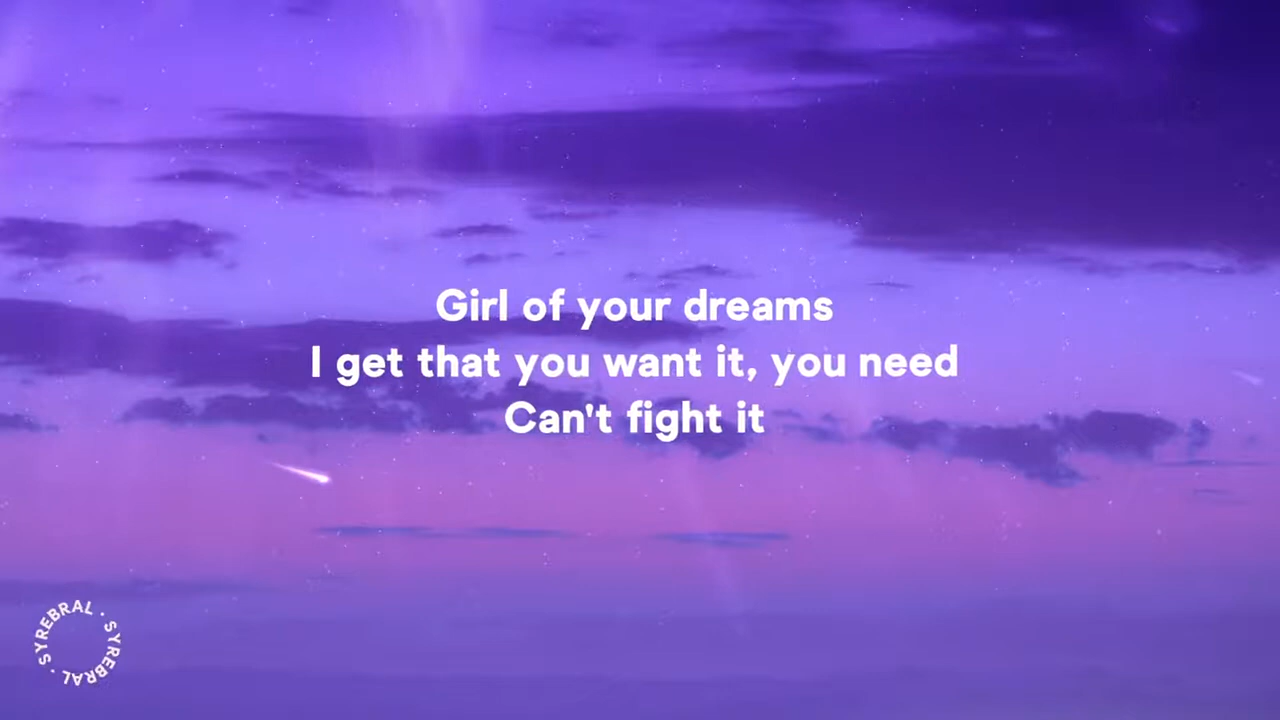 Girl of your dreams
I get that you want it, you need
Can't fight it
SYREBRAL · SYREBRAL ·